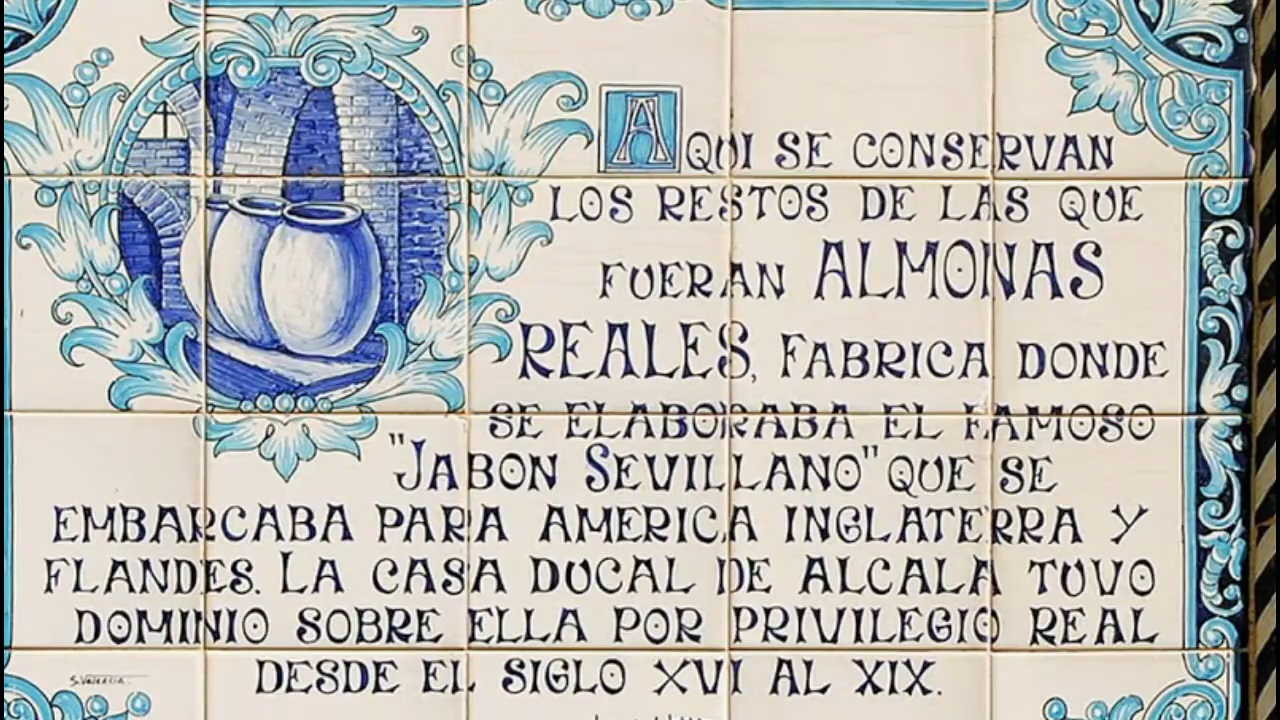 AQUI SE CONSERVAN
LOS RESTOS DE LAS QUE
FUERAN ALMONAS
REALES, FABRICA DONDE
SE ELABORABA EL FAMOSO
"JABON SEVILLANO" QUE SE
EMBARCABA PARA AMERICA INGLATERRA Y
FLANDES. LA CASA DUCAL DE ALCALA TUVO
DOMINIO SOBRE ELLA POR PRIVILEGIO REAL
DESDE EL SIGLO XVI AL XIX.